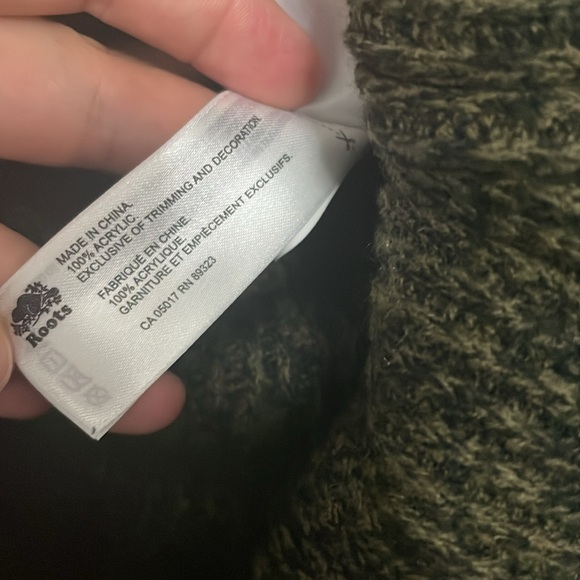 MADE IN CHINA.
100% ACRYLIC.
EXCLUSIVE OF TRIMMING AND DECORATION.
FABRIQUÉ EN CHINE.
100% ACRYLIQUE.
GARNITURE ET EMPIÈCEMENT EXCLUSIFS.
CA 05017 RN 89323
Roots